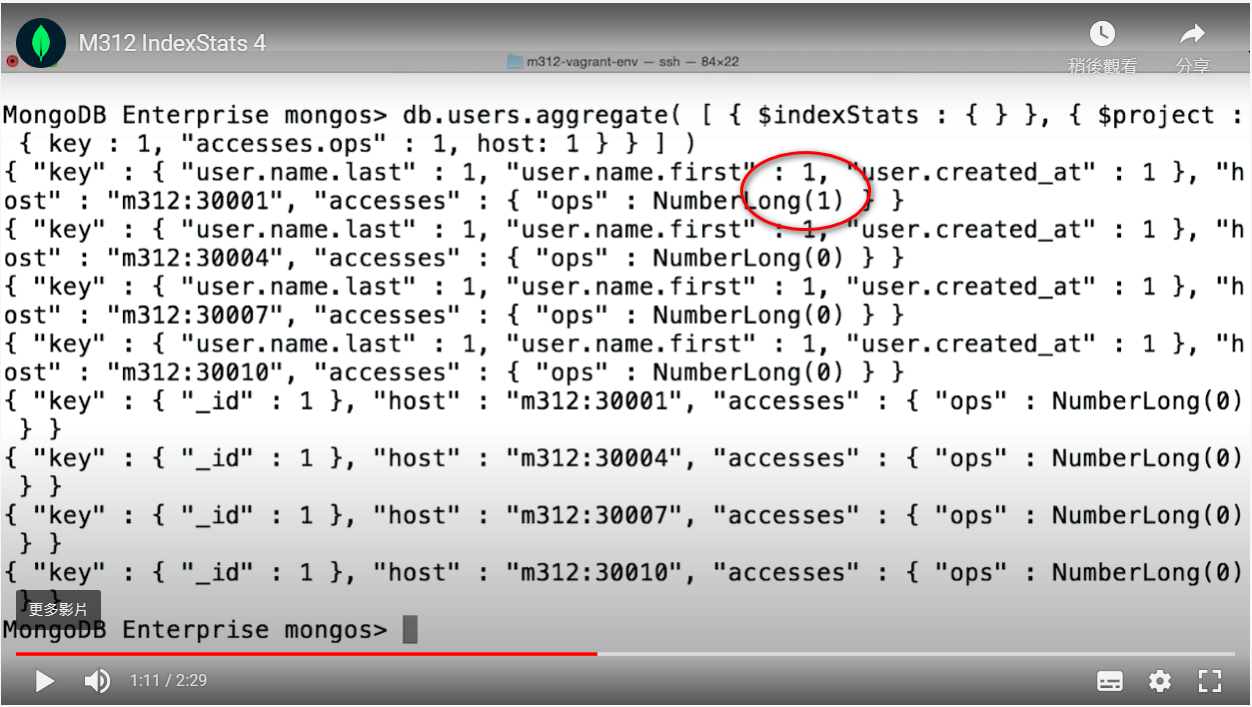 M312 IndexStats 4
稍後觀看
分享
m312-vagrant-env — ssh — 84×22
MongoDB Enterprise mongos> db.users.aggregate( [ { $indexStats : { } }, { $project :
{ key : 1, "accesses.ops" : 1, host: 1 } } ] )
{ "key" : { "user.name.last" : 1, "user.name.first" : 1, "user.created_at" : 1 }, "h
ost" : "m312:30001", "accesses" : { "ops" : NumberLong(1) } }
{ "key" : { "user.name.last" : 1, "user.name.first" : 1, "user.created_at" : 1 }, "h
ost" : "m312:30004", "accesses" : { "ops" : NumberLong(0) } }
{ "key" : { "user.name.last" : 1, "user.name.first" : 1, "user.created_at" : 1 }, "h
ost" : "m312:30007", "accesses" : { "ops" : NumberLong(0) } }
{ "key" : { "user.name.last" : 1, "user.name.first" : 1, "user.created_at" : 1 }, "h
ost" : "m312:30010", "accesses" : { "ops" : NumberLong(0) } }
{ "key" : { "_id" : 1 }, "host" : "m312:30001", "accesses" : { "ops" : NumberLong(0)
} }
{ "key" : { "_id" : 1 }, "host" : "m312:30004", "accesses" : { "ops" : NumberLong(0)
} }
{ "key" : { "_id" : 1 }, "host" : "m312:30007", "accesses" : { "ops" : NumberLong(0)
} }
{ "key" : { "_id" : 1 }, "host" : "m312:30010", "accesses" : { "ops" : NumberLong(0)
} }
更多影片
MongoDB Enterprise mongos>
1:11 / 2:29